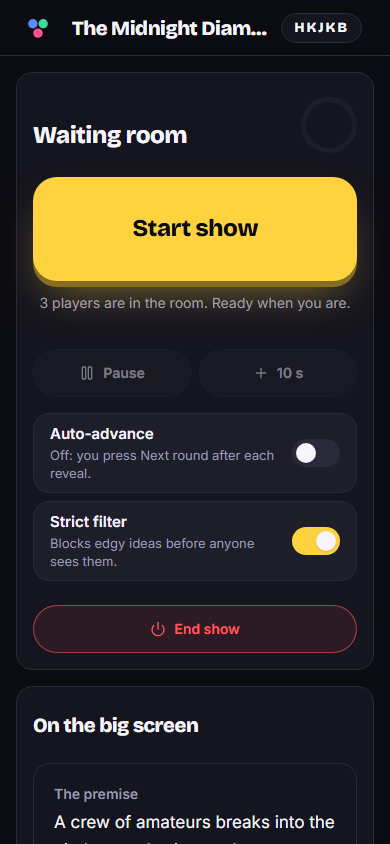 The Midnight Diam...
HKJKB
Waiting room
Start show
3 players are in the room. Ready when you are.
Pause
10 s
Auto-advance
Off: you press Next round after each
reveal.
Strict filter
Blocks edgy ideas before anyone
sees them.
End show
On the big screen
The premise
A crew of amateurs breaks into the